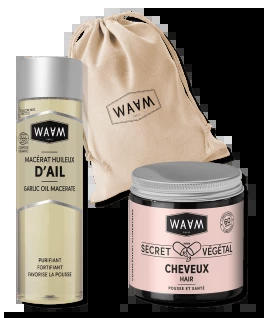 WAAM
WAAM
MACÉRAT HUILEUX
D'AIL
GARLIC OIL MACERATE
PURIFIANT
FORTIFIANT
FAVORISE LA POUSSE
WAAM
SECRET VÉGÉTAL
CHEVEUX
HAIR
POUSSE ET SANTÉ